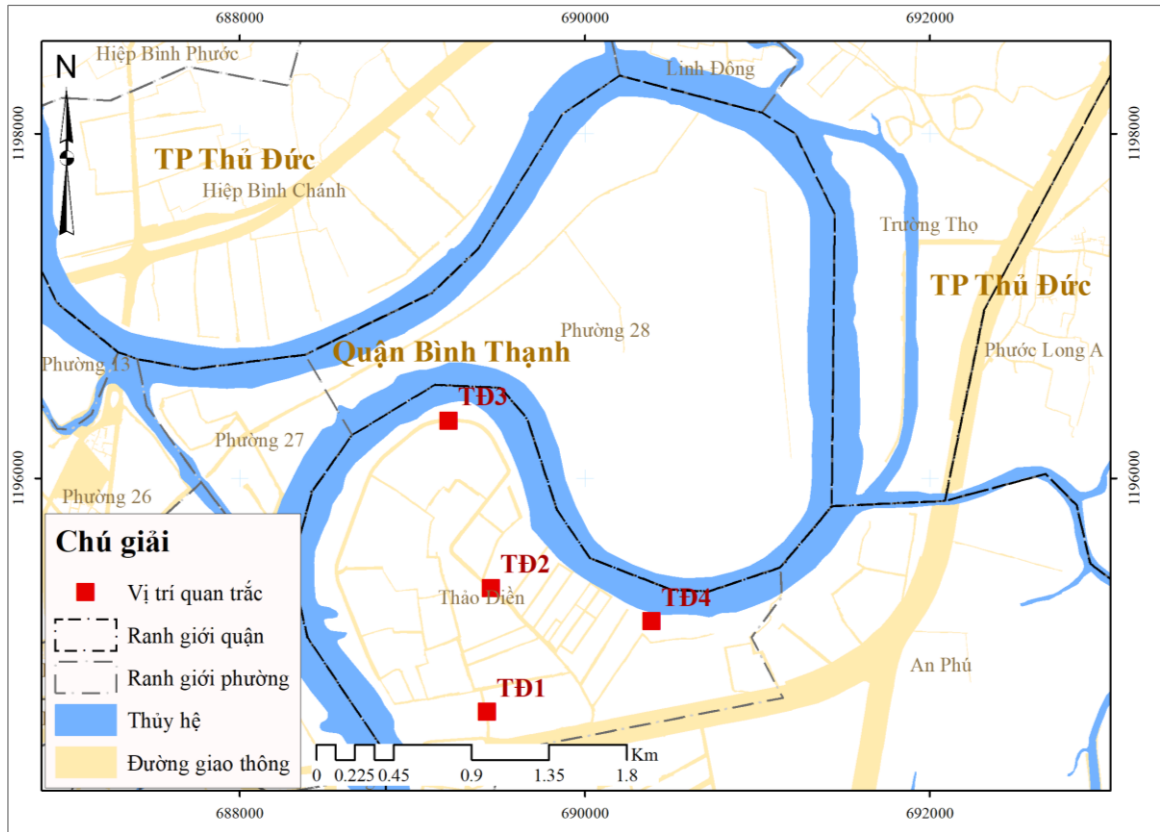 688000
690000
692000
Hiệp Bình Phước
Linh Đông
N
1198000
1198000
TP Thủ Đức
Hiệp Bình Chánh
Trường Thọ
TP Thủ Đức
Phường 28
Quận Bình Thạnh
Phước Long A
Phường 13
TĐ3
Phường 27
1196000
1196000
Phường 26
Chú giải
Vị trí quan trắc
Ranh giới quận
Ranh giới phường
Thủy hệ
Đường giao thông
TĐ2
Thảo Điền
TĐ4
An Phú
TĐ1
Km
0 0.225 0.45 0.9 1.35 1.8
688000
690000
692000